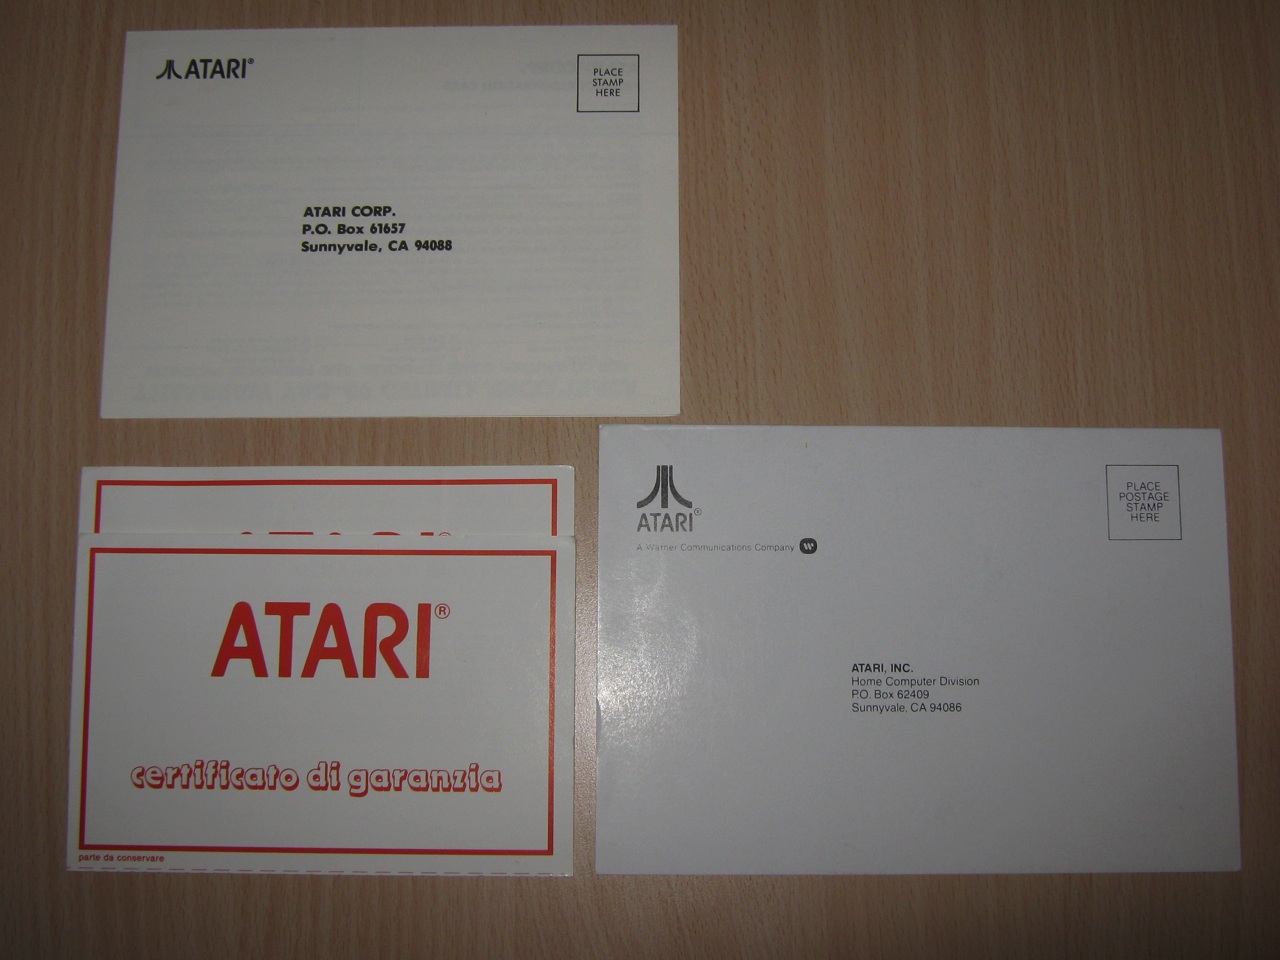 ATARI®
PLACE
STAMP
HERE
ATARI CORP.
P.O. Box 61657
Sunnyvale, CA 94088
ATARI®
ATARI®
certificato di garanzia
parte da conservare
ATARI®
A Warner Communications Company
PLACE
POSTAGE
STAMP
HERE
ATARI, INC.
Home Computer Division
P.O. Box 62409
Sunnyvale, CA 94086